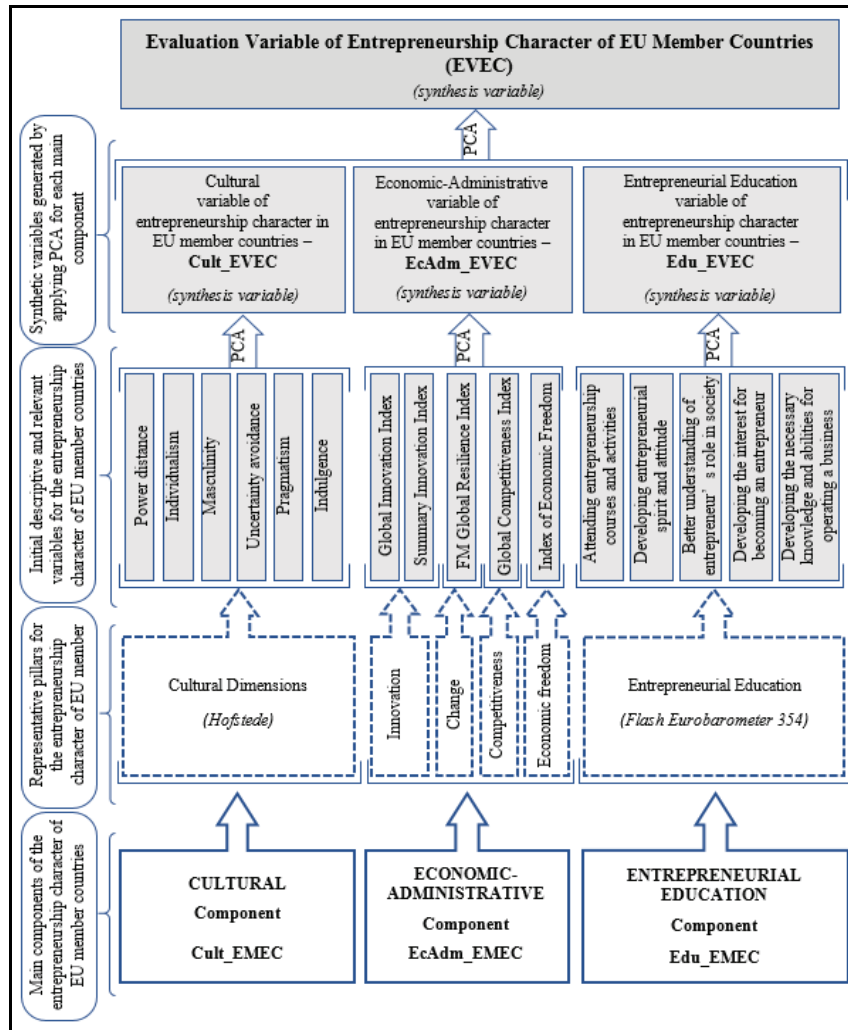 Evaluation Variable of Entrepreneurship Character of EU Member Countries
(EVEC)
(synthesis variable)
PCA
Synthetic variables generated by
applying PCA for each main
component
Cultural
variable of
entrepreneurship character in
EU member countries –
Cult_EVEC
(synthesis variable)
Economic-Administrative
variable of
entrepreneurship character
in EU member countries –
EcAdm_EVEC
(synthesis variable)
Entrepreneurial Education
variable of
entrepreneurship character
in EU member countries –
Edu_EVEC
(synthesis variable)
PCA
PCA
PCA
Initial descriptive and relevant
variables for the entrepreneurship
character of EU member countries
Power distance
Individualism
Masculinity
Uncertainty avoidance
Pragmatism
Indulgence
Global Innovation Index
Summary Innovation Index
FM Global Resilience Index
Global Competitiveness Index
Index of Economic Freedom
Attending entrepreneurship
courses and activities
Developing entrepreneurial
spirit and attitude
Better understanding of
entrepreneur’s role in society
Developing the interest for
becoming an entrepreneur
Developing the necessary
knowledge and abilities for
operating a business
Representative pillars for
the entrepreneurship
character of EU member
Cultural Dimensions
(Hofstede)
Innovation
Change
Competitiveness
Economic freedom
Entrepreneurial Education
(Flash Eurobarometer 354)
Main components of the
entrepreneurship character of
EU member countries
CULTURAL
Component
Cult_EMEC
ECONOMIC-
ADMINISTRATIVE
Component
EcAdm_EMEC
ENTREPRENEURIAL
EDUCATION
Component
Edu_EMEC